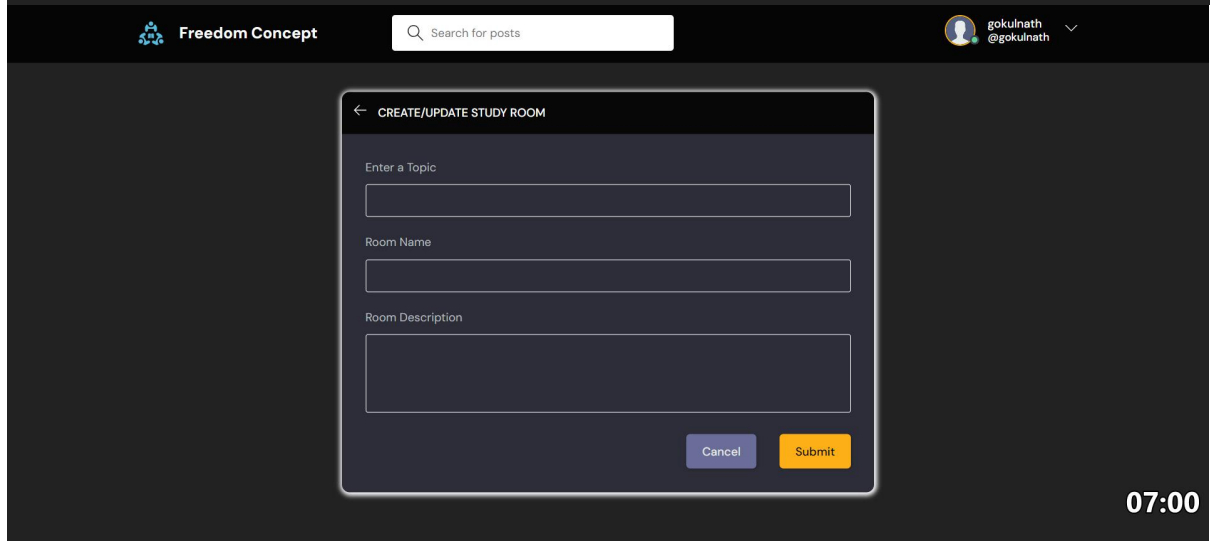 Freedom Concept
Search for posts
gokulnath
@gokulnath
CREATE/UPDATE STUDY ROOM
Enter a Topic
Room Name
Room Description
Cancel
Submit
07:00